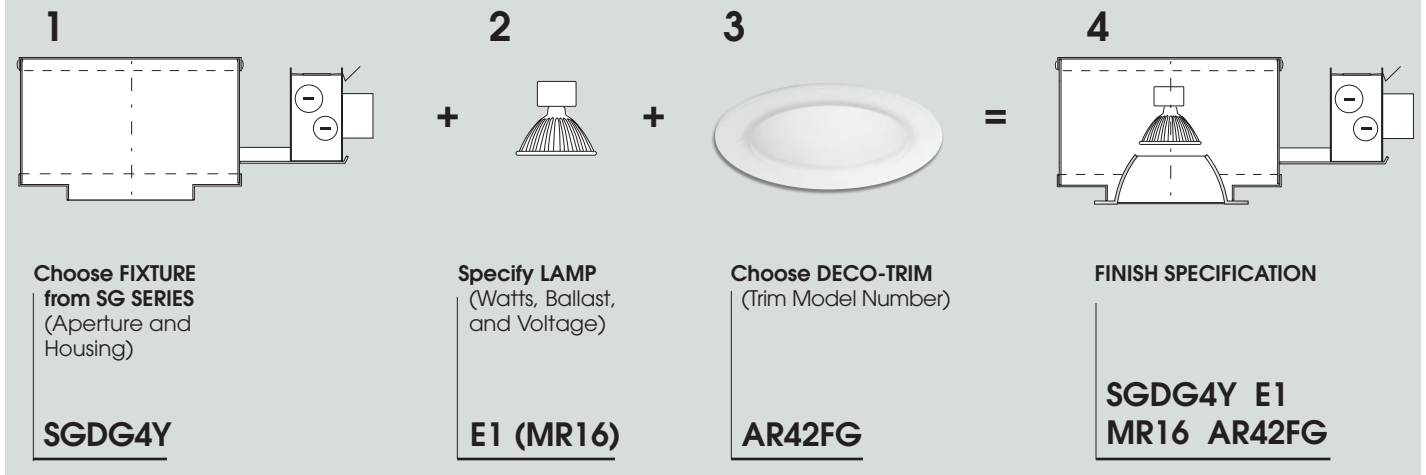 1
2
3
4
+
+
=
Choose FIXTURE
from SG SERIES
(Aperture and
Housing)
SGDG4Y
Specify LAMP
(Watts, Ballast,
and Voltage)
E1 (MR16)
Choose DECO-TRIM
(Trim Model Number)
AR42FG
FINISH SPECIFICATION
SGDG4Y E1
MR16 AR42FG